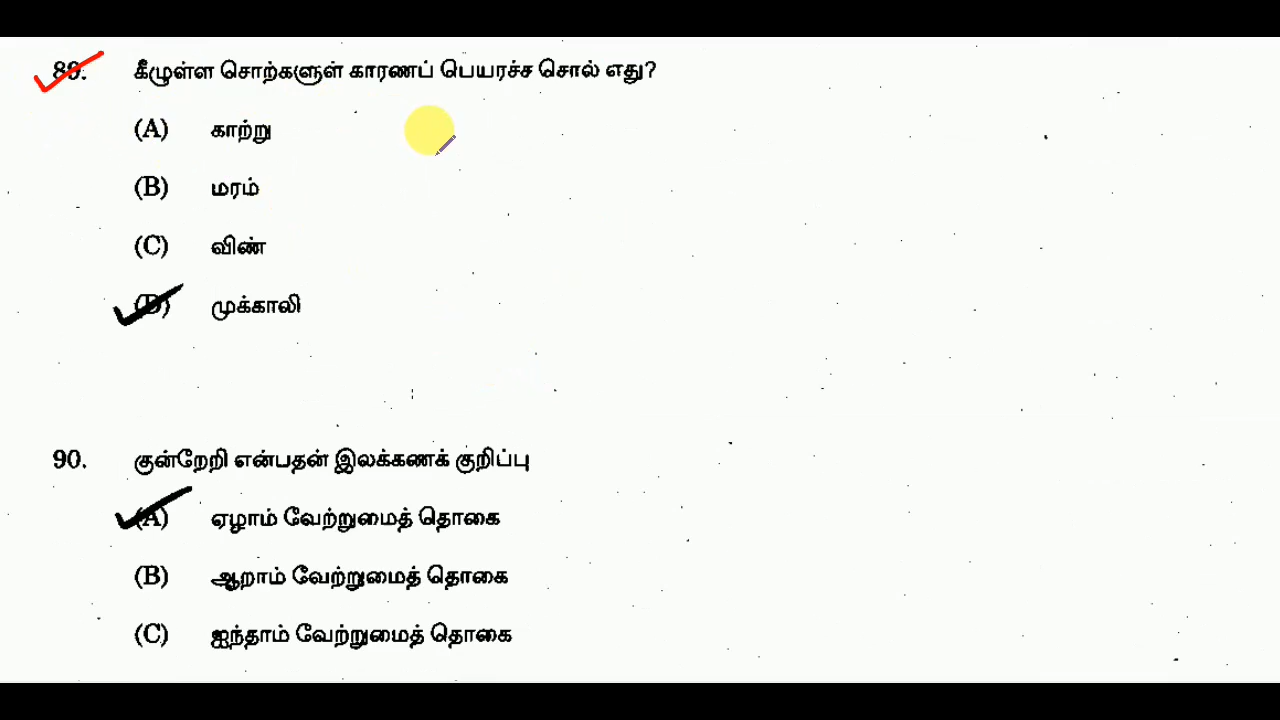 89. கீழுள்ள சொற்களுள் காரணப் பெயரச்ச சொல் எது?
(A) காற்று
(B) மரம்
(C) விண்
(D) முக்காலி
90. குன்றேறி என்பதன் இலக்கணக் குறிப்பு
(A) ஏழாம் வேற்றுமைத் தொகை
(B) ஆறாம் வேற்றுமைத் தொகை
(C) ஐந்தாம் வேற்றுமைத் தொகை